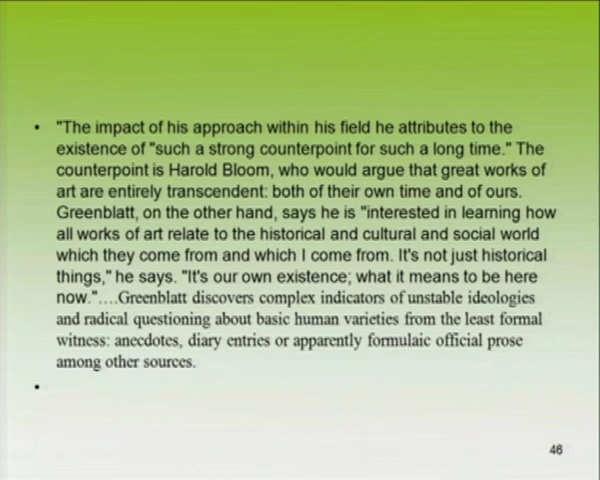 • "The impact of his approach within his field he attributes to the
existence of "such a strong counterpoint for such a long time." The
counterpoint is Harold Bloom, who would argue that great works of
art are entirely transcendent: both of their own time and of ours.
Greenblatt, on the other hand, says he is "interested in learning how
all works of art relate to the historical and cultural and social world
which they come from and which I come from. It's not just historical
things," he says. "It's our own existence; what it means to be here
now."....Greenblatt discovers complex indicators of unstable ideologies
and radical questioning about basic human varieties from the least formal
witness: anecdotes, diary entries or apparently formulaic official prose
among other sources.
•
46